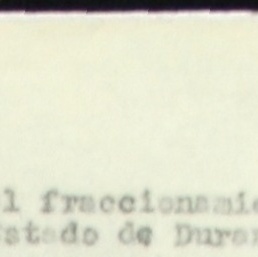 l fraccionamie
stado de Duran